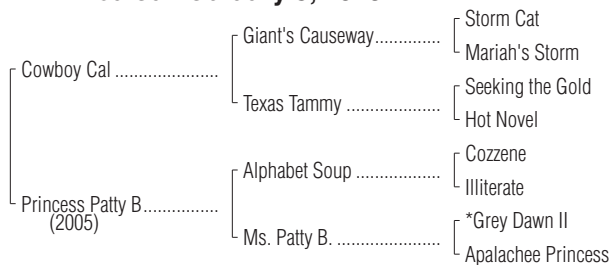 Storm Cat
Giant's Causeway..................
Mariah's Storm
Cowboy Cal .......................
Seeking the Gold
Texas Tammy .....................
Hot Novel
Cozzene
Alphabet Soup ...................
Illiterate
Princess Patty B.................
(2005)
*Grey Dawn II
Ms. Patty B. .......................
Apalachee Princess